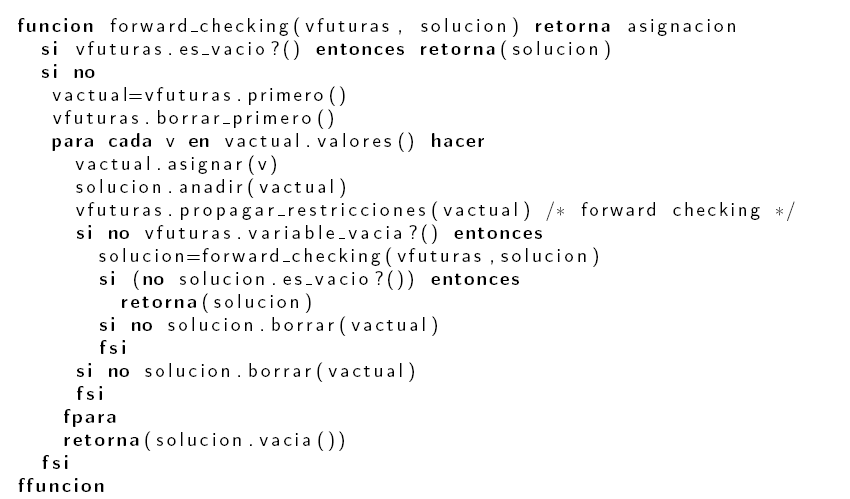 funcion forward_checking(vfuturas, solucion) retorna asignacion
si vfuturas.es_vacio?() entonces retorna(solucion)
si no
vactual=vfuturas.primero()
vfuturas.borrar_primero()
para cada v en vactual.valores() hacer
vactual.asignar(v)
solucion.anadir(vactual)
vfuturas.propagar_restricciones(vactual) /* forward checking */
si no vfuturas.variable_vacia?() entonces
solucion=forward_checking(vfuturas,solucion)
si (no solucion.es_vacio?()) entonces
retorna(solucion)
si no solucion.borrar(vactual)
fsi
si no solucion.borrar(vactual)
fsi
fpara
retorna(solucion.vacia())
fsi
ffuncion